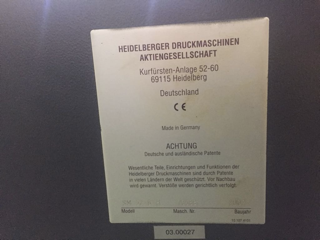 HEIDELBERGER DRUCKMASCHINEN
AKTIENGESELLSCHAFT
Kurfürsten-Anlage 52-60
69115 Heidelberg
Deutschland
CE
Made in Germany
ACHTUNG
Deutsche und ausländische Patente
Wesentliche Teile, Einrichtungen und Funktionen der
Heidelberger Druckmaschinen sind durch Patente
in vielen Ländern der Welt geschützt. Vor Nachbau
wird gewarnt. Verstöße werden gerichtlich verfolgt.
Modell Masch. Nr. Baujahr
03.00027